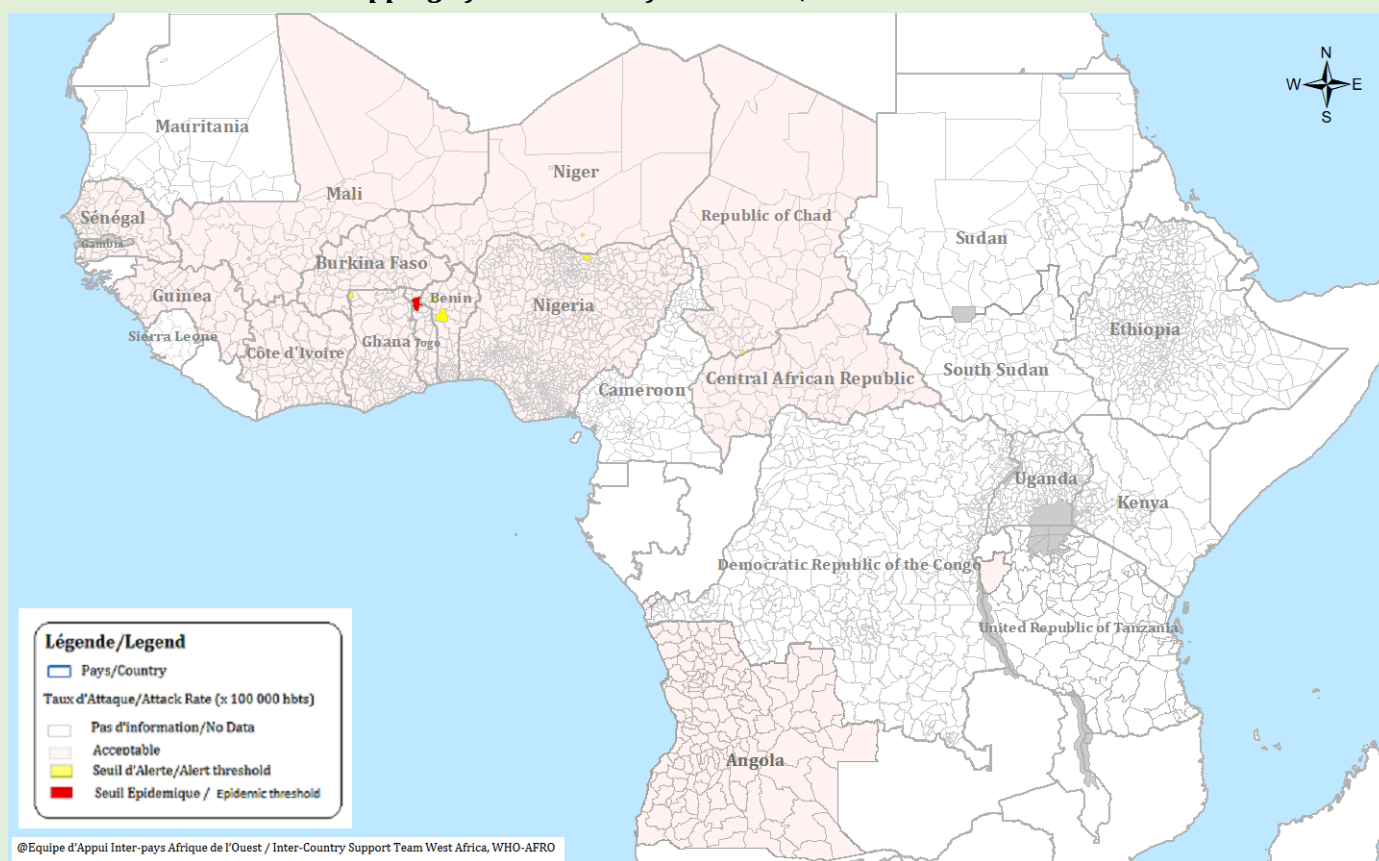 N
W E
S
Mauritania
Mali
Niger
Republic of Chad
Sénégal
Gambia
Sudan
Burkina Faso
Guinea
Benin
Nigeria
Ethiopia
Sierra Leone
Côte d'Ivoire
Ghana
Togo
South Sudan
Central African Republic
Cameroon
Uganda
Kenya
Democratic Republic of the Congo
United Republic of Tanzania
Angola
Légende/Legend
Pays/Country
Taux d'Attaque/Attack Rate (x 100 000 hbts)
Pas d'information/No Data
Acceptable
Seuil d'Alerte/Alert threshold
Seuil Epidemique / Epidemic threshold
@Equipe d'Appui Inter-pays Afrique de l'Ouest / Inter-Country Support Team West Africa, WHO-AFRO